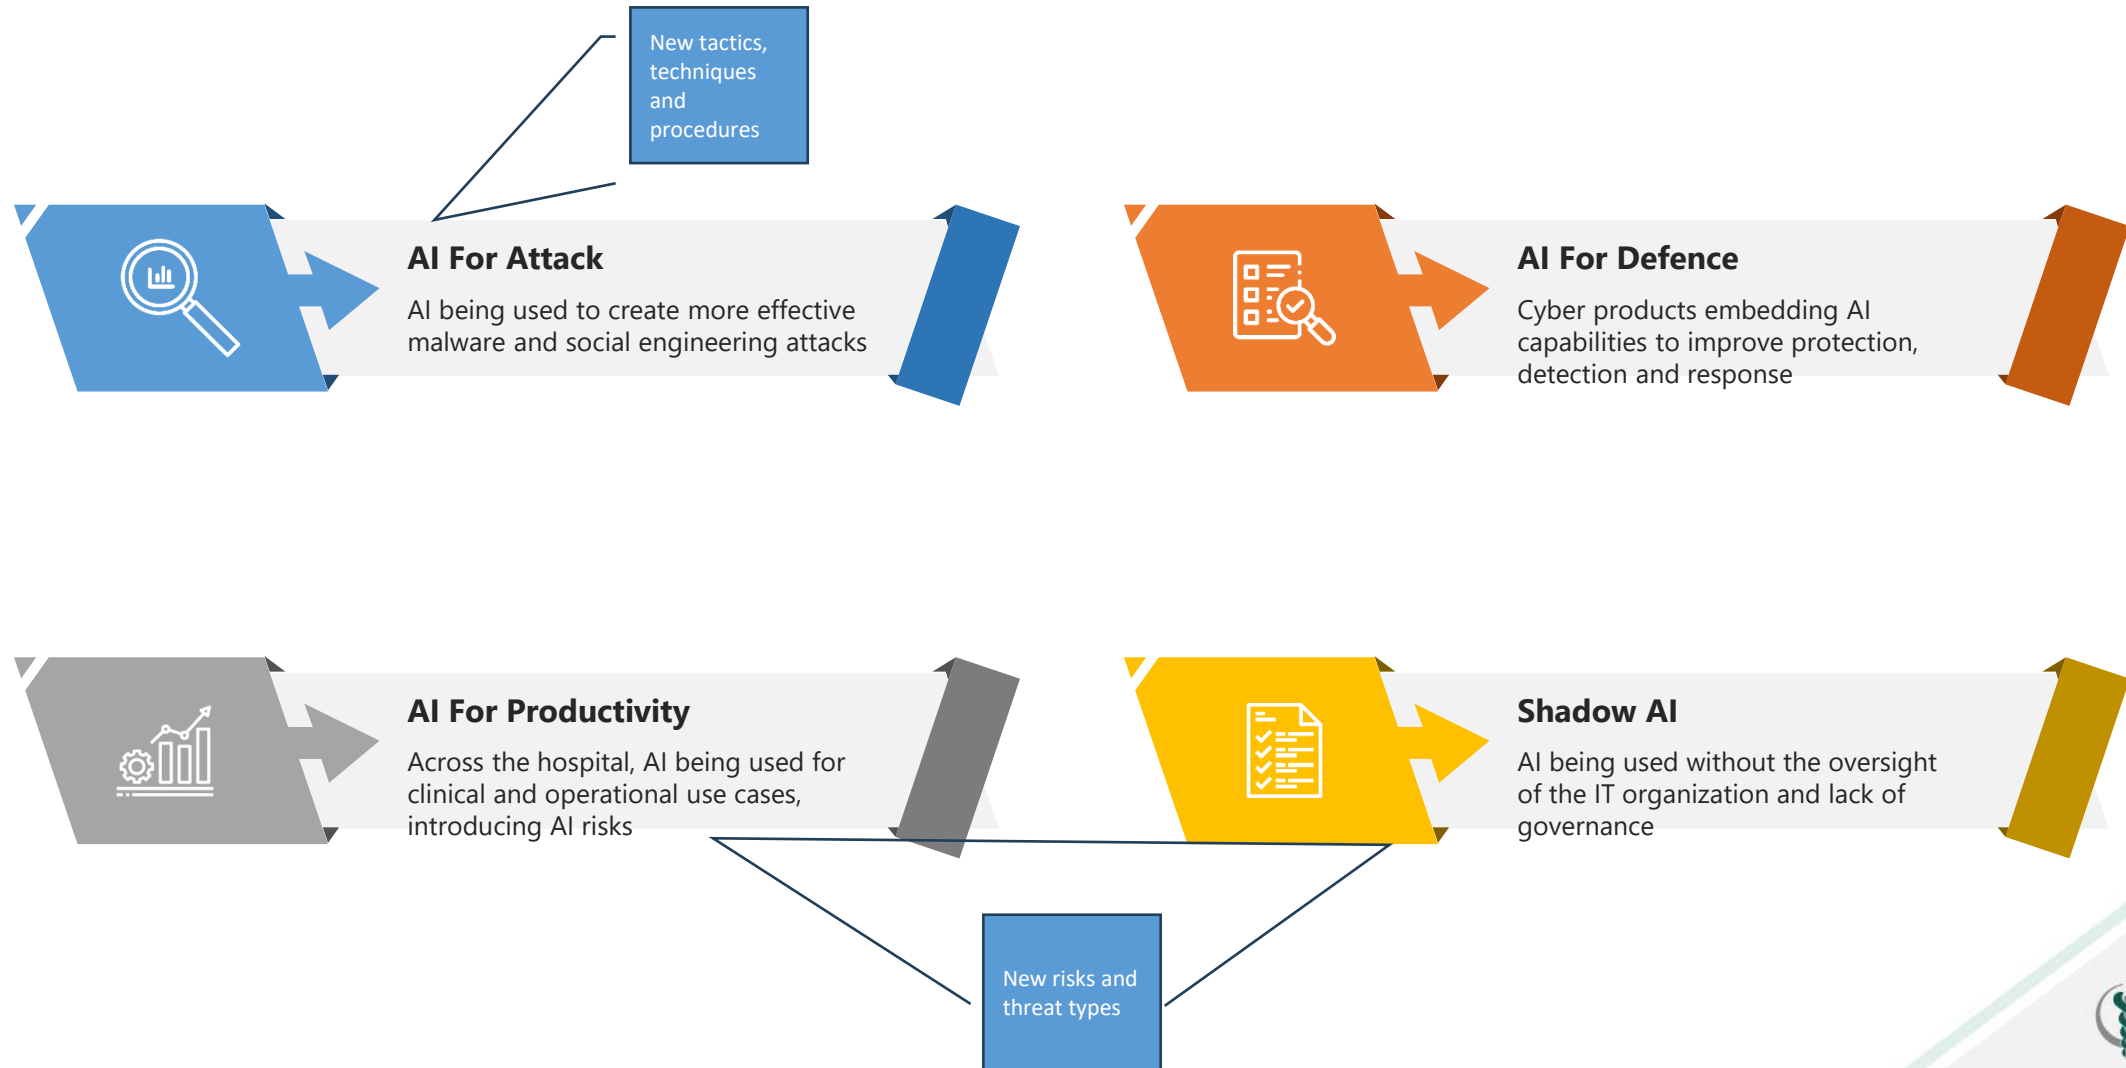 New tactics,
techniques
and
procedures
AI For Attack
AI being used to create more effective
malware and social engineering attacks
AI For Defence
Cyber products embedding AI
capabilities to improve protection,
detection and response
AI For Productivity
Across the hospital, AI being used for
clinical and operational use cases,
introducing AI risks
Shadow AI
AI being used without the oversight
of the IT organization and lack of
governance
New risks and
threat types